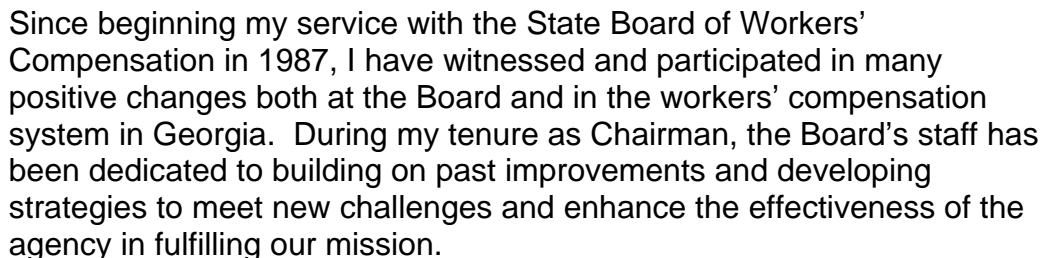 Since beginning my service with the State Board of Workers’
Compensation in 1987, I have witnessed and participated in many
positive changes both at the Board and in the workers’ compensation
system in Georgia.  During my tenure as Chairman, the Board’s staff has
been dedicated to building on past improvements and developing
strategies to meet new challenges and enhance the effectiveness of the
agency in fulfilling our mission.